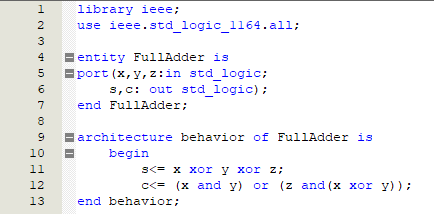 1 library ieee;
2 use ieee.std_logic_1164.all;
3
4 entity FullAdder is
5 port(x,y,z:in std_logic;
6 s,c: out std_logic);
7 end FullAdder;
8
9 architecture behavior of FullAdder is
10 begin
11 s<= x xor y xor z;
12 c<= (x and y) or (z and(x xor y));
13 end behavior;